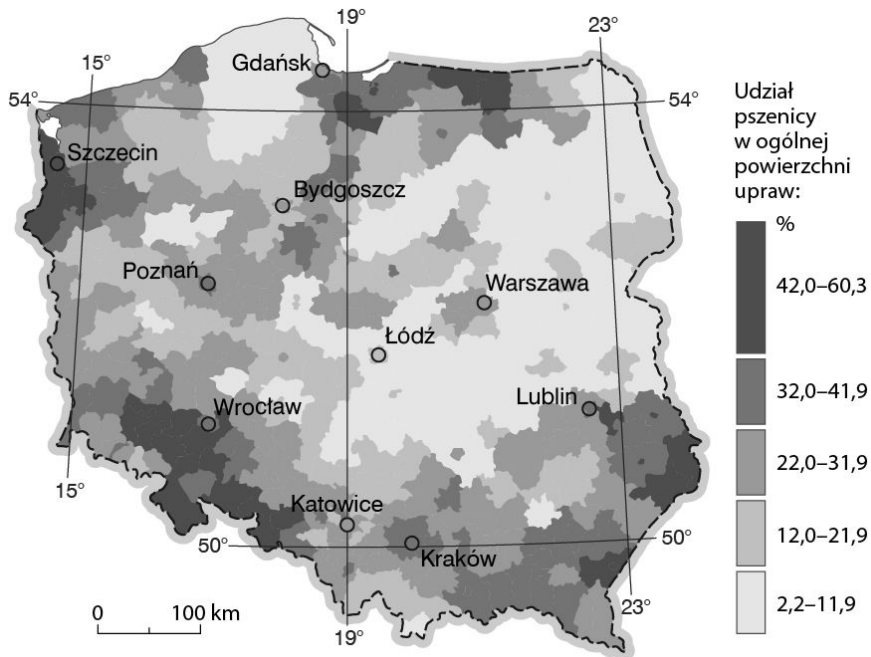 19°
23°
15°
Gdańsk
54°
54°
Szczecin
Bydgoszcz
Poznań
Warszawa
Łódź
Lublin
Wrocław
15°
Katowice
50°
50°
Kraków
23°
0 100 km
19°
Udział
pszenicy
w ogólnej
powierzchni
upraw:
%
42,0–60,3
32,0–41,9
22,0–31,9
12,0–21,9
2,2–11,9